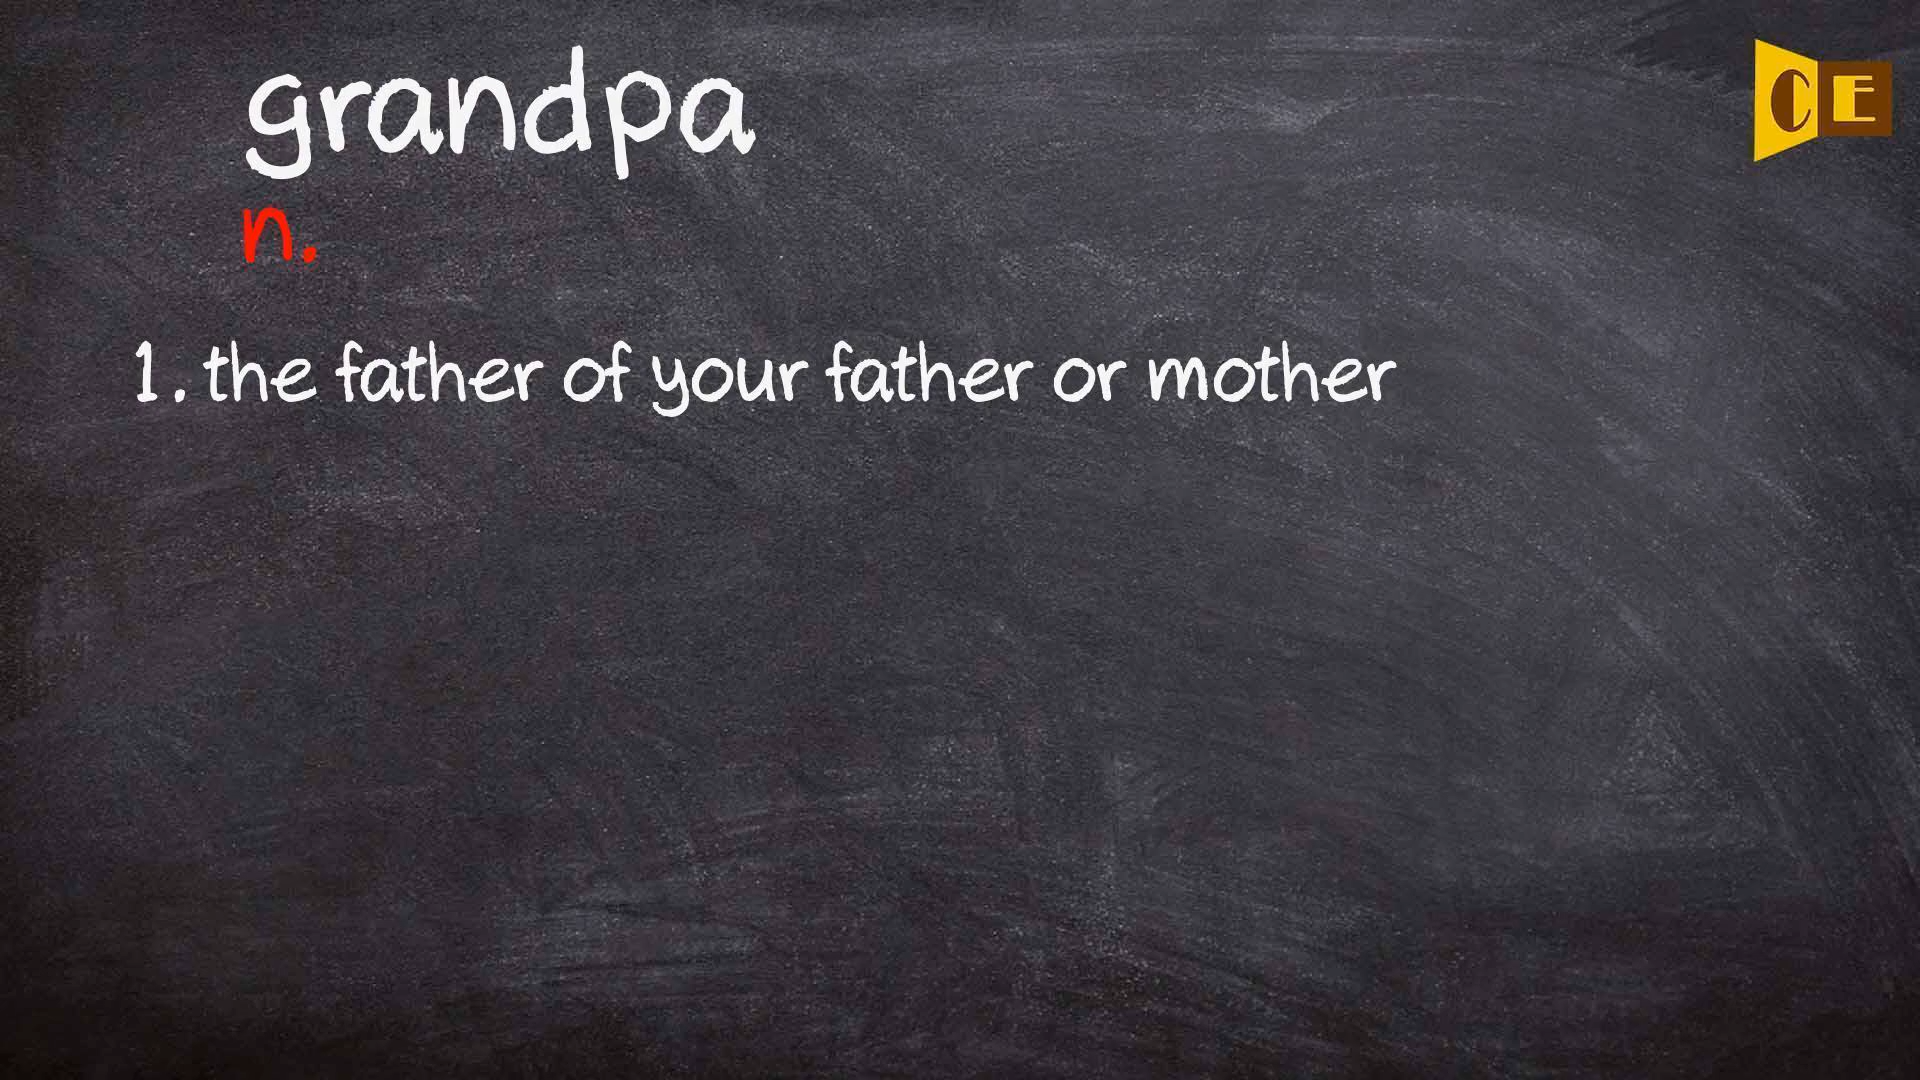 grandpa
CE
n.
1. the father of your father or mother